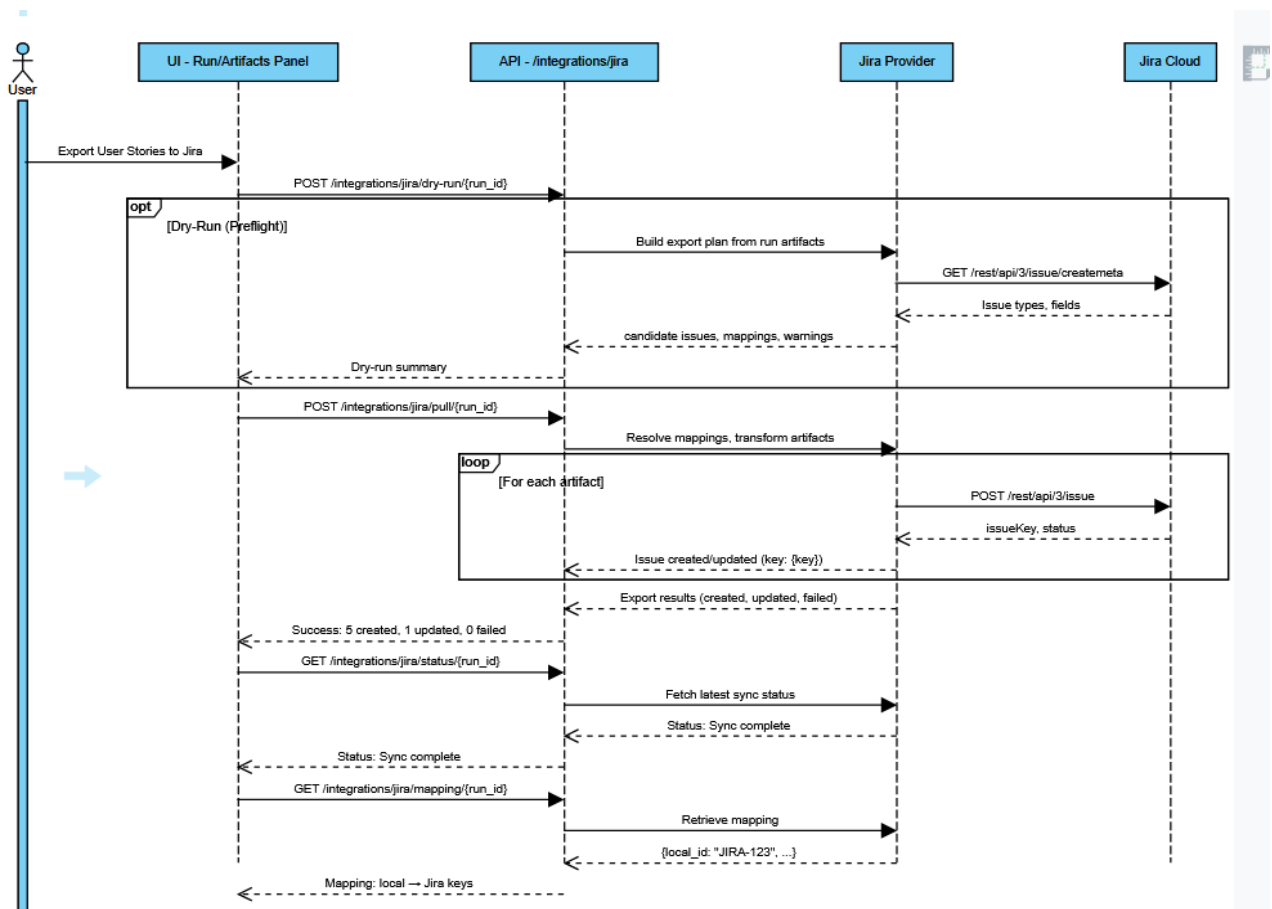 UI - Run/Artifacts Panel
API - /integrations/jira
Jira Provider
Jira Cloud
User
Export User Stories to Jira
POST /integrations/jira/dry-run/{run_id}
opt
[Dry-Run (Preflight)]
Build export plan from run artifacts
GET /rest/api/3/issue/createmeta
Issue types, fields
candidate issues, mappings, warnings
Dry-run summary
POST /integrations/jira/pull/{run_id}
Resolve mappings, transform artifacts
loop
[For each artifact]
POST /rest/api/3/issue
issueKey, status
Issue created/updated (key: {key})
Export results (created, updated, failed)
Success: 5 created, 1 updated, 0 failed
GET /integrations/jira/status/{run_id}
Fetch latest sync status
Status: Sync complete
Status: Sync complete
GET /integrations/jira/mapping/{run_id}
Retrieve mapping
{local_id: "JIRA-123", ...}
Mapping: local → Jira keys